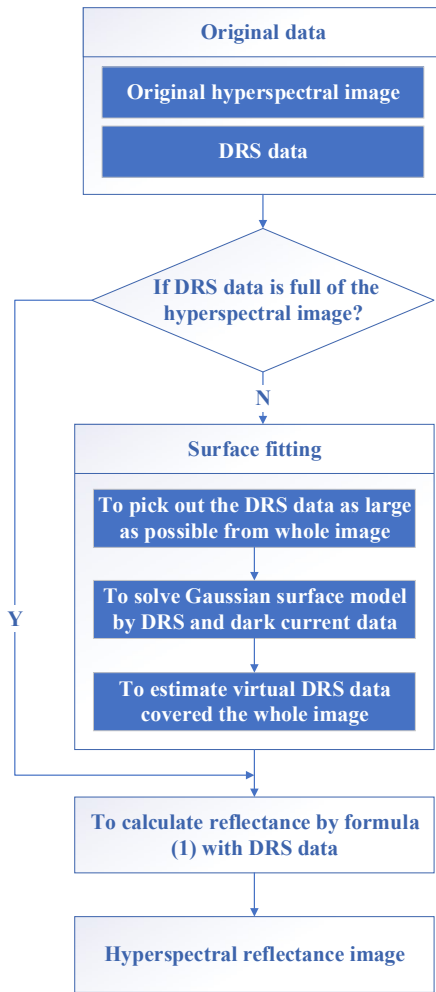 Original data
Original hyperspectral image
DRS data
If DRS data is full of the
hyperspectral image?
N
Surface fitting
To pick out the DRS data as large
as possible from whole image
To solve Gaussian surface model
by DRS and dark current data
Y
To estimate virtual DRS data
covered the whole image
To calculate reflectance by formula
(1) with DRS data
Hyperspectral reflectance image